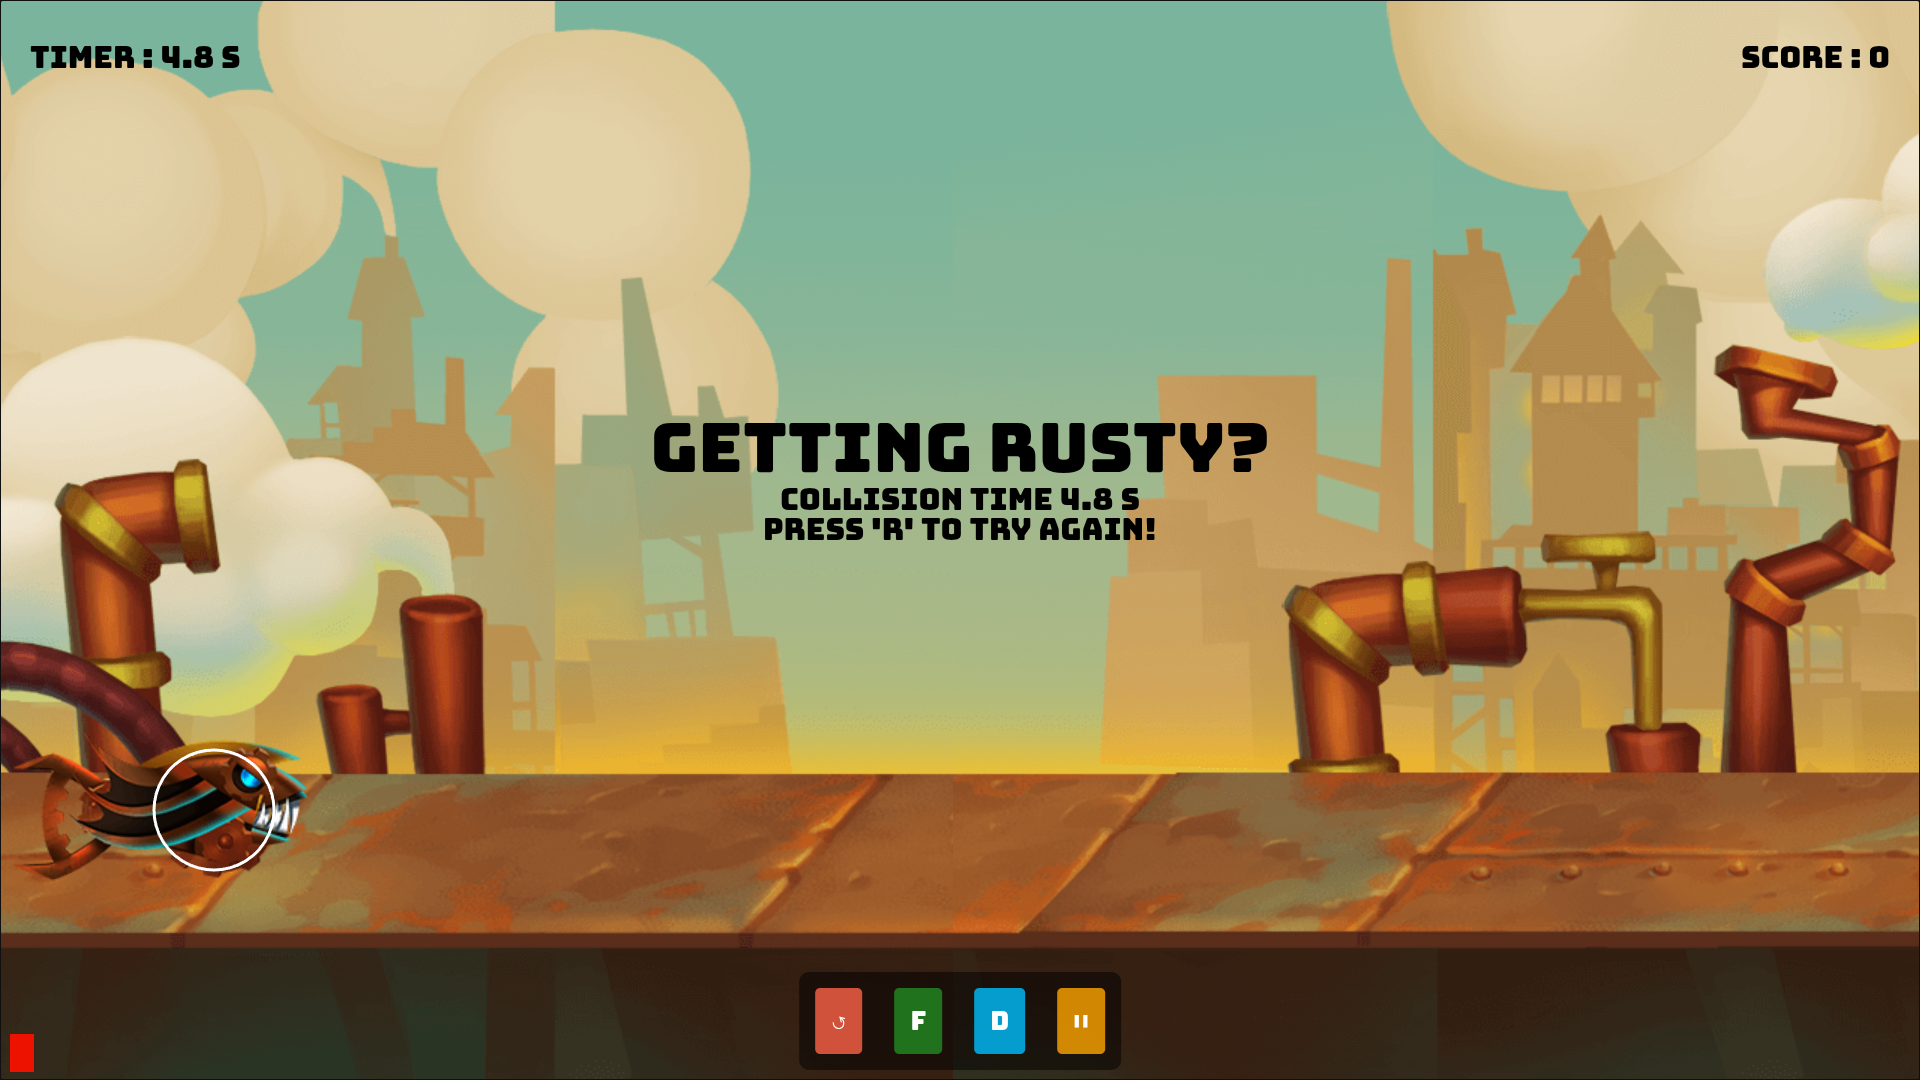 TIMER : 4.8 S
SCORE : 0
GETTING RUSTY?
COLLISION TIME 4.8 S
PRESS 'R' TO TRY AGAIN!
F
D